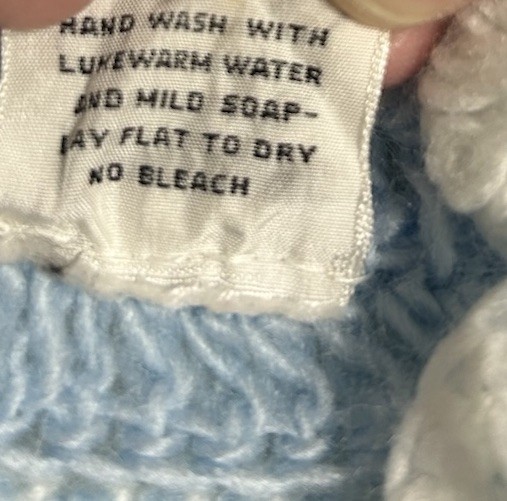 HAND WASH WITH
LUKEWARM WATER
AND MILD SOAP-
LAY FLAT TO DRY
NO BLEACH